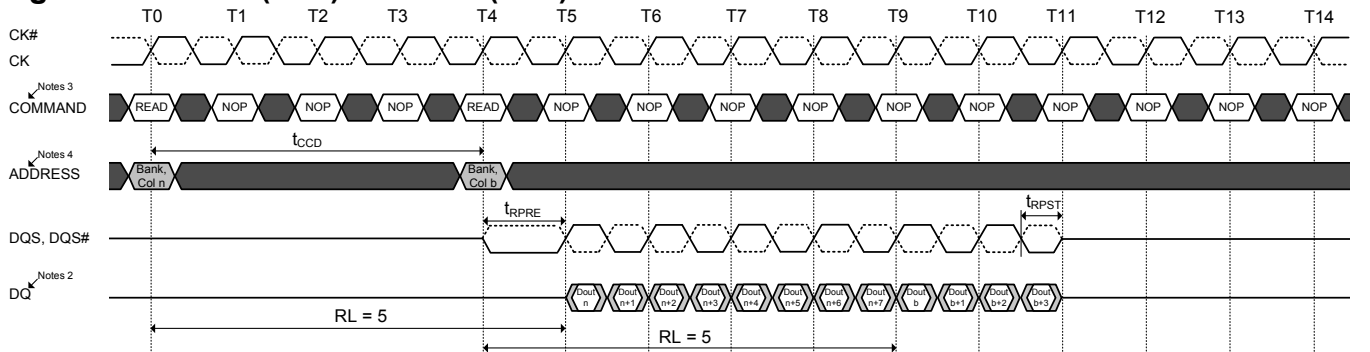 T0 T1 T2 T3 T4 T5 T6 T7 T8 T9 T10 T11 T12 T13 T14
CK#
CK
Notes 3
COMMAND READ NOP NOP NOP READ NOP NOP NOP NOP NOP NOP NOP NOP NOP NOP
tCCD
Notes 4
ADDRESS Bank, Col n Bank, Col b
tRPRE tRPST
DQS, DQS#
Notes 2
DQ Dout n Dout n+1 Dout n+2 Dout n+3 Dout n+4 Dout n+5 Dout n+6 Dout n+7 Dout b Dout b+1 Dout b+2 Dout b+3
RL = 5
RL = 5